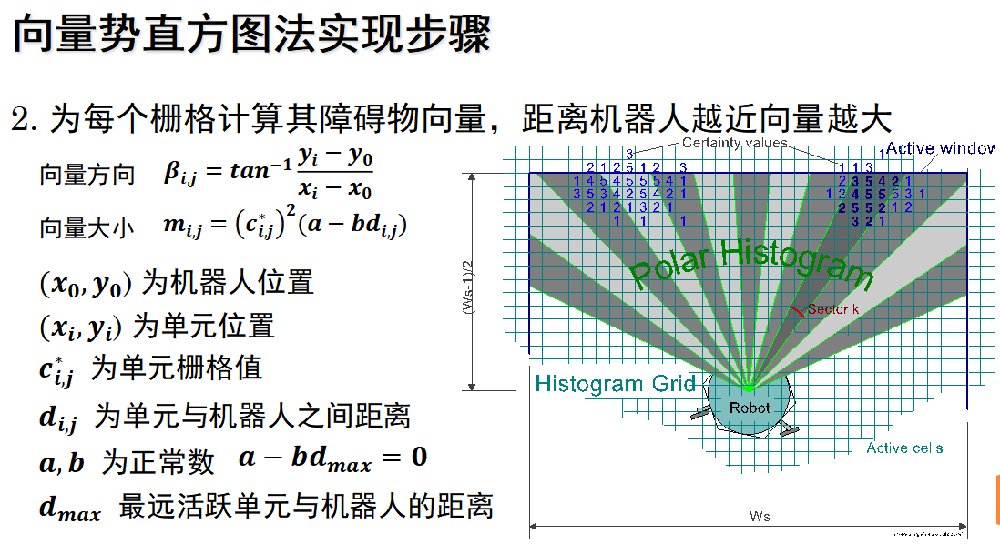 向量势直方图法实现步骤
2. 为每个栅格计算其障碍物向量，距离机器人越近向量越大
向量方向 β_{i,j} = tan^{-1} \frac{y_i - y_0}{x_i - x_0}
向量大小 m_{i,j} = (c^*_{i,j})^2 (a - bd_{i,j})
(x_0, y_0) 为机器人位置
(x_i, y_i) 为单元位置
c^*_{i,j} 为单元栅格值
d_{i,j} 为单元与机器人之间距离
a, b 为正常数 a - bd_{max} = 0
d_{max} 最远活跃单元与机器人的距离
Certainty values
Active window
3
2 1 2 5 1 2 3
1 4 5 4 5 5 5 4 1
3 5 3 4 2 5 4 2 1
2 1 2 1 3 2 1
1 1 1
1
1 1 3
2 3 5 4 2 1
1 2 4 5 5 5 3 1
2 5 5 2 1 2
3 2 1
(Ws-1)/2
Polar Histogram
Sector k
Histogram Grid
Robot
Active cells
Ws